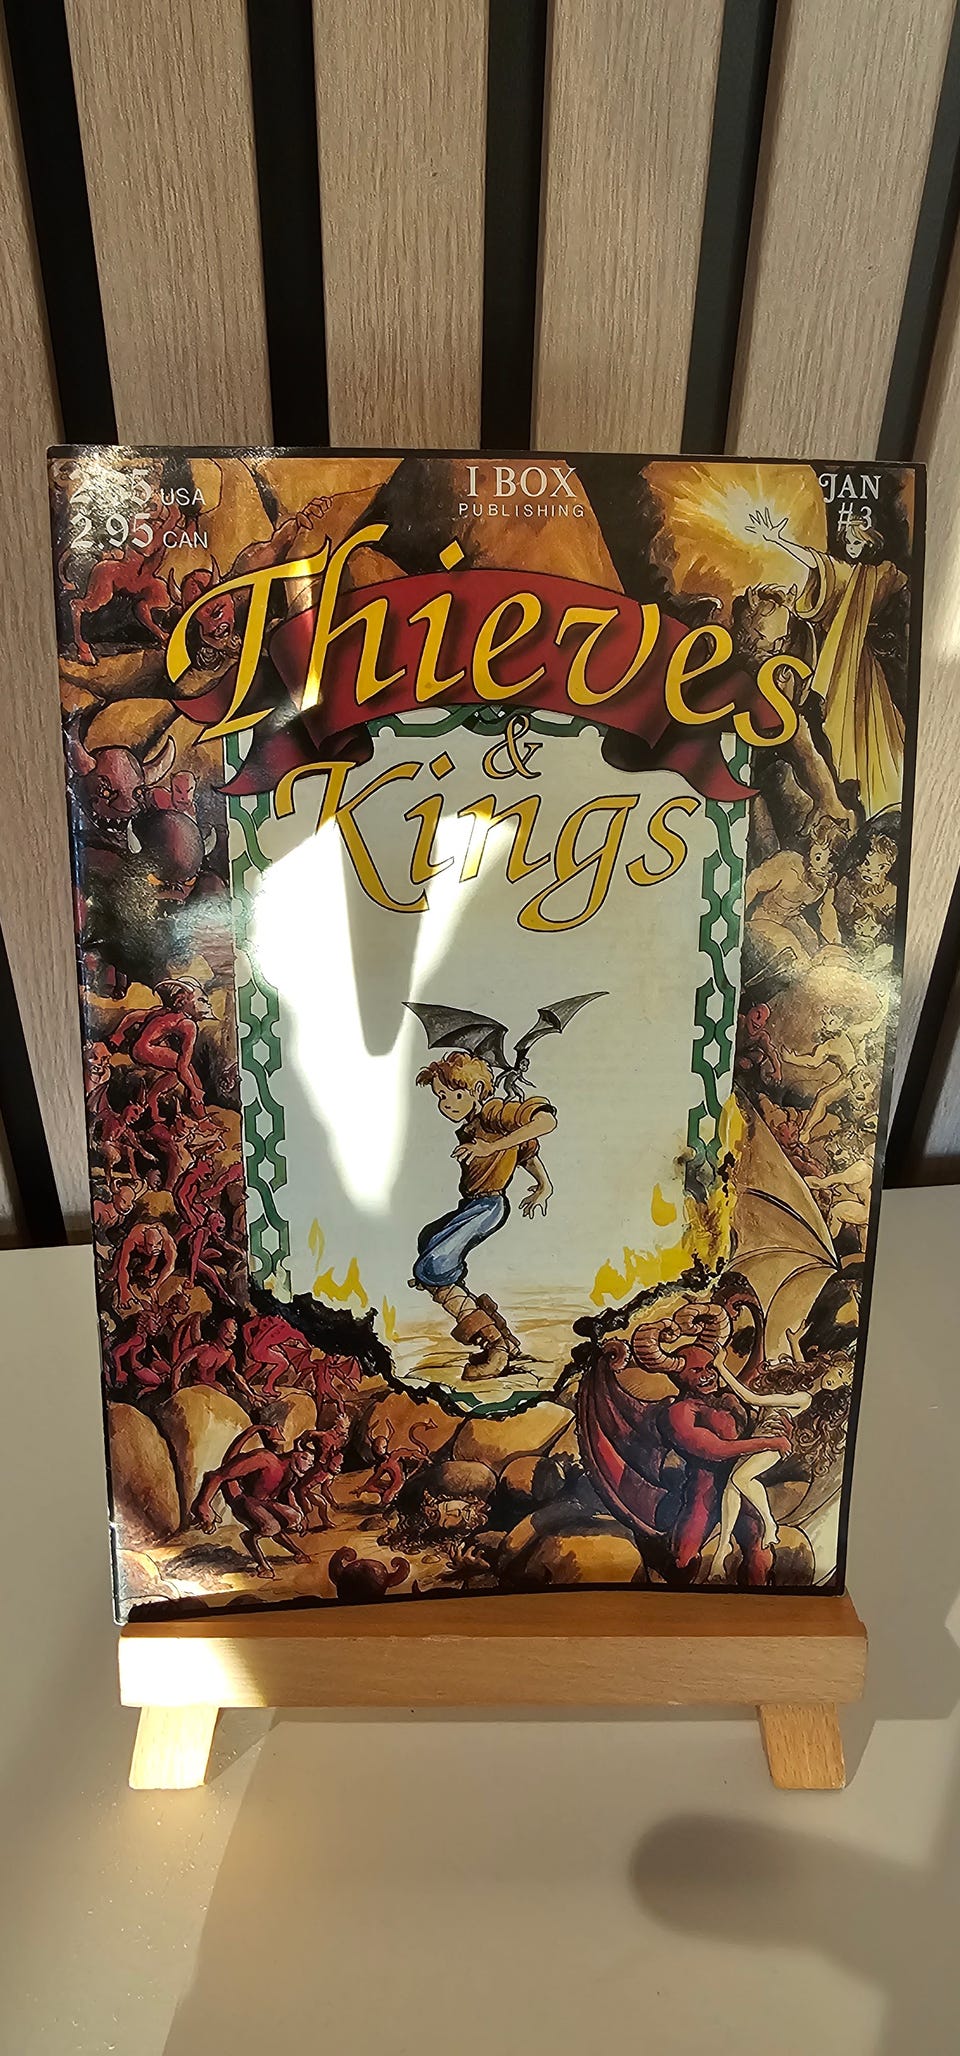 USA
2.95 CAN
I BOX
PUBLISHING
JAN
#3
Thieves
&
Kings